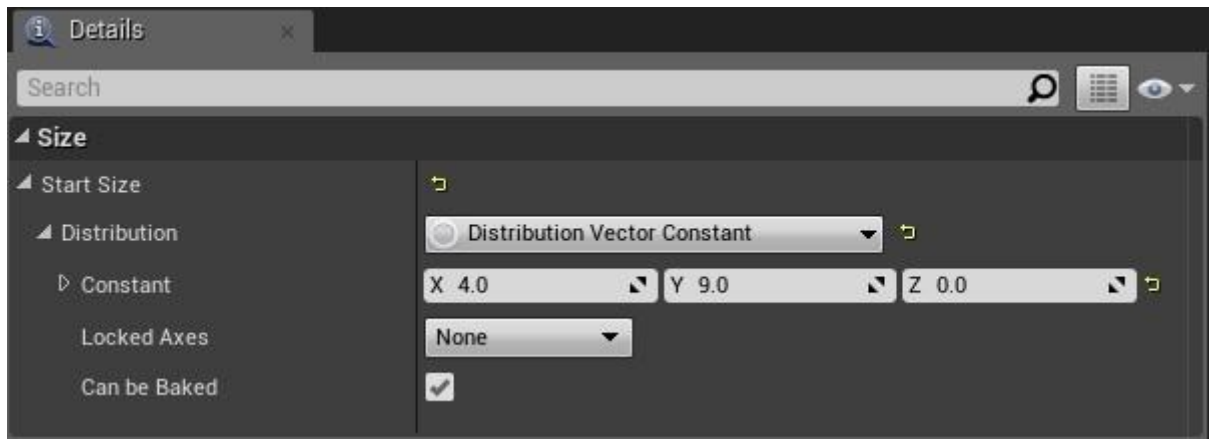 Details
Search
Size
Start Size
Distribution Distribution Vector Constant
Constant X 4.0 Y 9.0 Z 0.0
Locked Axes None
Can be Baked